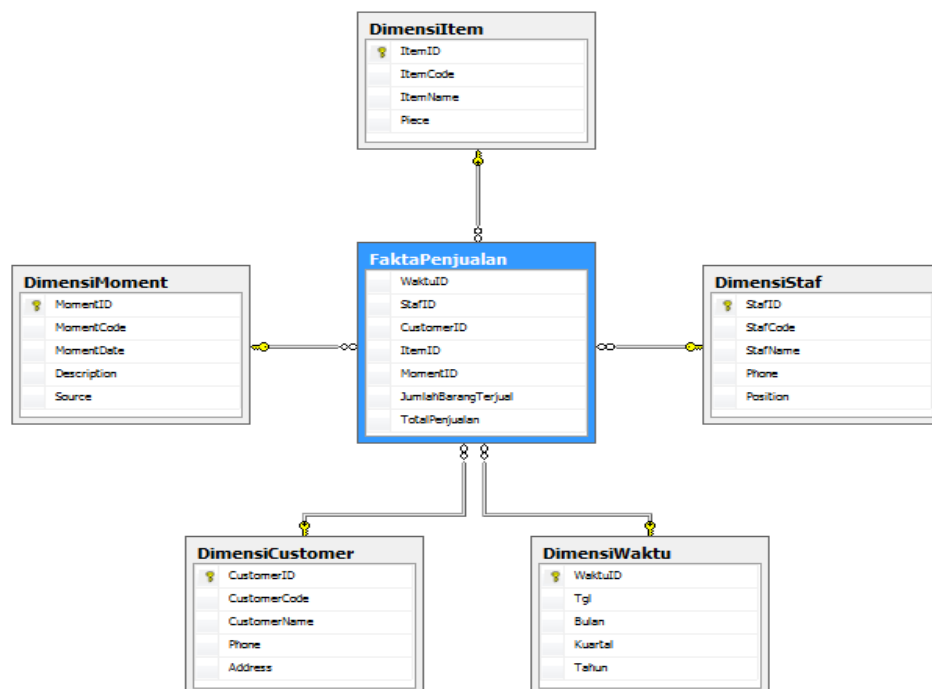 DimensiItem
ItemID
ItemCode
ItemName
Piece
FaktaPenjualan
WaktuID
StafID
CustomerID
ItemID
MomentID
JumlahBarangTerjual
TotalPenjualan
DimensiMoment
MomentID
MomentCode
MomentDate
Description
Source
DimensiStaf
StafID
StafCode
StafName
Phone
Position
DimensiCustomer
CustomerID
CustomerCode
CustomerName
Phone
Address
DimensiWaktu
WaktuID
Tgl
Bulan
Kuartal
Tahun